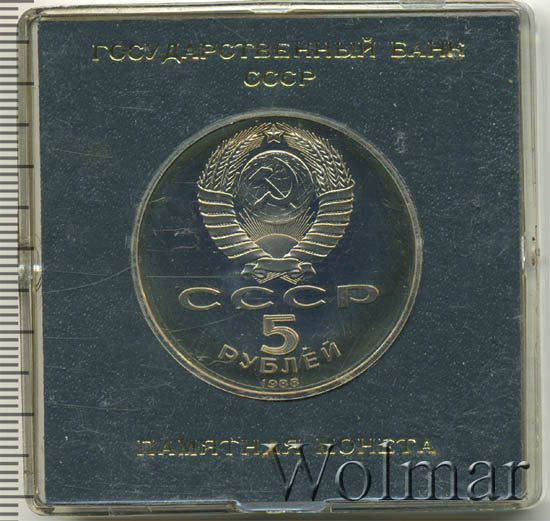 ГОСУДАРСТВЕННЫЙ БАНК
СССР
СССР
5
РУБЛЕЙ
1988
ПАМЯТНАЯ МОНЕТА
Wolmar